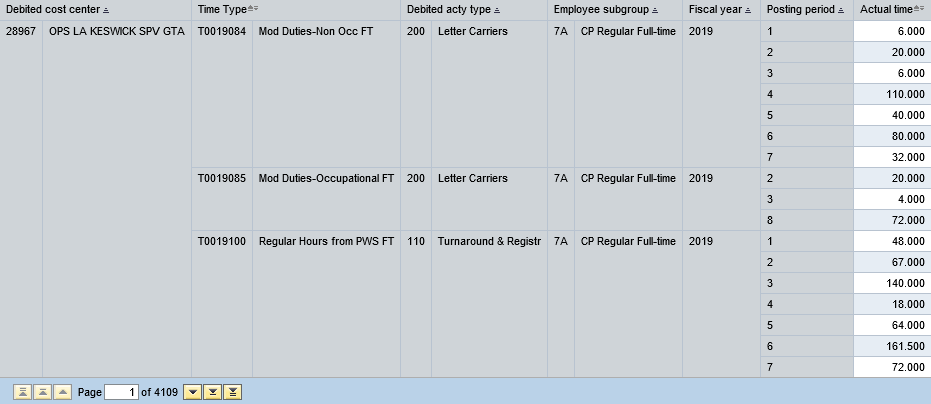 Debited cost center Time Type Debited acty type Employee subgroup Fiscal year Posting period Actual time
28967 OPS LA KESWICK SPV GTA T0019084 Mod Duties-Non Occ FT 200 Letter Carriers 7A CP Regular Full-time 2019 1 6.000
2 20.000
3 6.000
4 110.000
5 40.000
6 80.000
7 32.000
T0019085 Mod Duties-Occupational FT 200 Letter Carriers 7A CP Regular Full-time 2019 2 20.000
3 4.000
8 72.000
T0019100 Regular Hours from PWS FT 110 Turnaround & Registr 7A CP Regular Full-time 2019 1 48.000
2 67.000
3 140.000
4 18.000
5 64.000
6 161.500
7 72.000
Page 1 of 4109